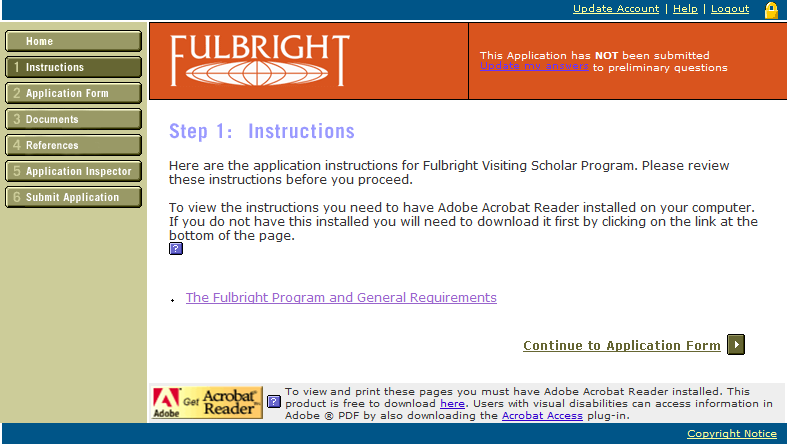 Update Account | Help | Logout
Home
1 Instructions
2 Application Form
3 Documents
4 References
5 Application Inspector
6 Submit Application
FULBRIGHT
This Application has NOT been submitted
Update my answers to preliminary questions
Step 1: Instructions
Here are the application instructions for Fulbright Visiting Scholar Program. Please review
these instructions before you proceed.
To view the instructions you need to have Adobe Acrobat Reader installed on your computer.
If you do not have this installed you will need to download it first by clicking on the link at the
bottom of the page.
?
• The Fulbright Program and General Requirements
Continue to Application Form
Adobe
Get Acrobat
Reader
?
To view and print these pages you must have Adobe Acrobat Reader installed. This
product is free to download here. Users with visual disabilities can access information in
Adobe ® PDF by also downloading the Acrobat Access plug-in.
Copyright Notice